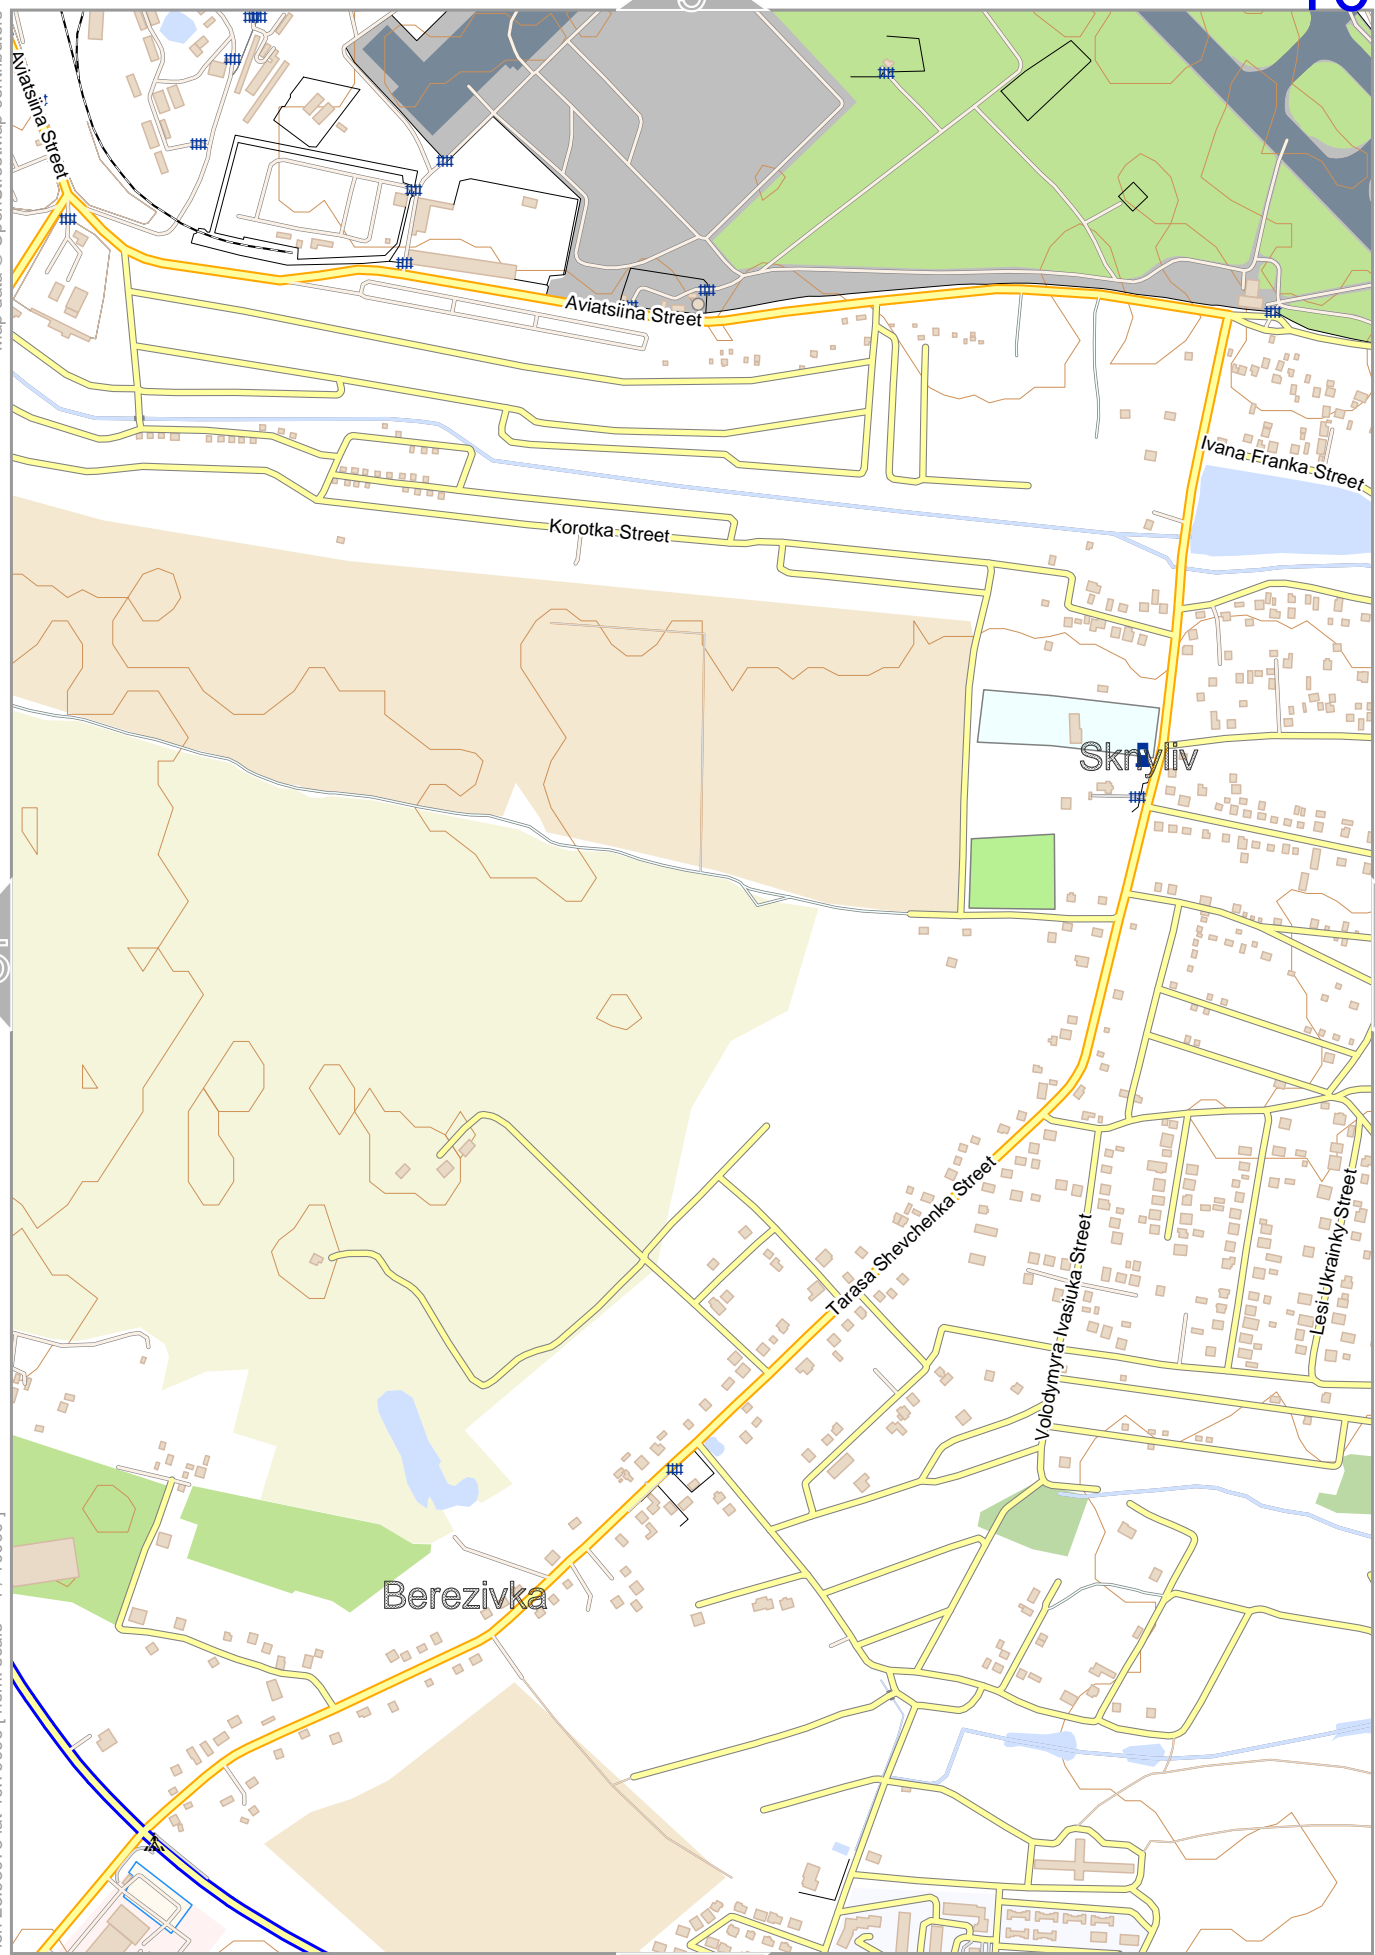 Aviatsiina Street
Aviatsiina Street
Ivana Franka Street
Korotka Street
Sknyliv
Tarasa Shevchenka Street
Volodymyra Ivasiuka Street
Lesi Ukrainky Street
Berezivka